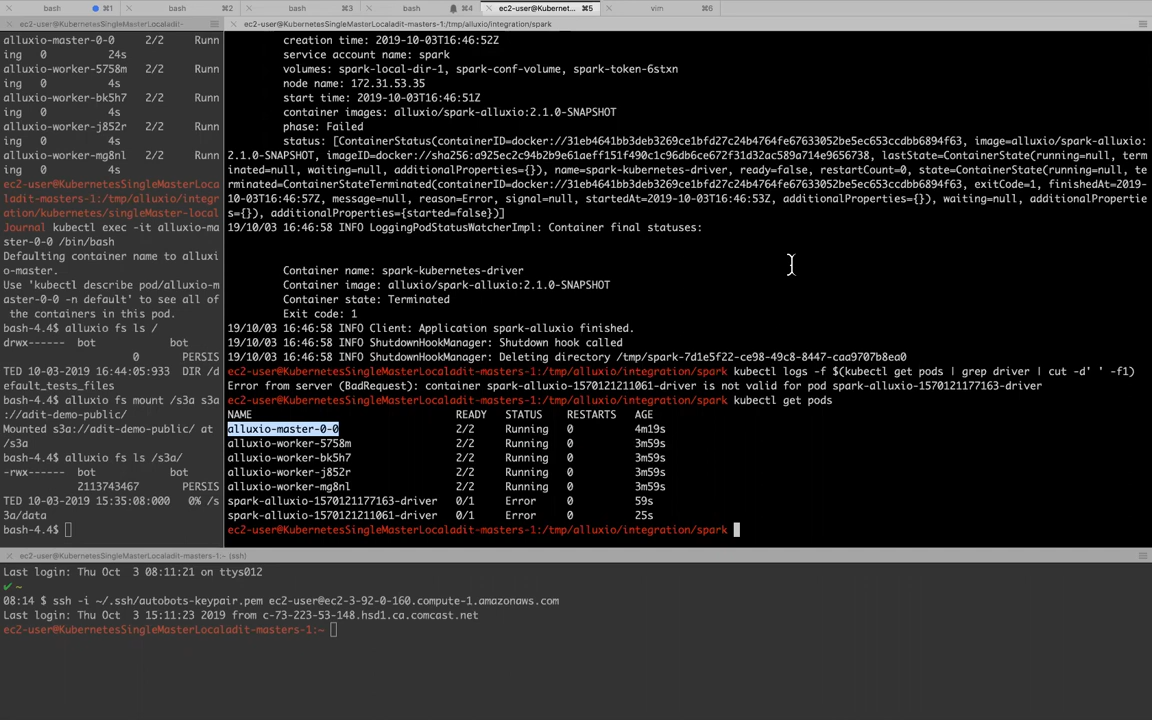 bash
⌘1
bash
⌘2
bash
⌘3
bash
⌘4
ec2-user@Kubernet...
⌘5
vim
⌘6
ec2-user@KubernetesSingleMasterLocaladit-
ec2-user@KubernetesSingleMasterLocaladit-masters-1:/tmp/alluxio/integration/spark
alluxio-master-0-0 2/2 Runn
ing 0 24s
alluxio-worker-5758m 2/2 Runn
ing 0 4s
alluxio-worker-bk5h7 2/2 Runn
ing 0 4s
alluxio-worker-j852r 2/2 Runn
ing 0 4s
alluxio-worker-mg8nl 2/2 Runn
ing 0 4s
ec2-user@KubernetesSingleMasterLoca
ladit-masters-1:/tmp/alluxio/integr
ation/kubernetes/singleMaster-local
Journal kubectl exec -it alluxio-ma
ster-0-0 /bin/bash
Defaulting container name to alluxi
o-master.
Use 'kubectl describe pod/alluxio-m
aster-0-0 -n default' to see all of
the containers in this pod.
bash-4.4$ alluxio fs ls /
drwx------ bot bot
0 PERSIS
TED 10-03-2019 16:44:05:933 DIR /d
efault_tests_files
bash-4.4$ alluxio fs mount /s3a s3a
://adit-demo-public/
Mounted s3a://adit-demo-public/ at
/s3a
bash-4.4$ alluxio fs ls /s3a/
-rwx------ bot bot
2113743467 PERSIS
TED 10-03-2019 15:35:08:000 0% /s
3a/data
bash-4.4$
creation time: 2019-10-03T16:46:52Z
service account name: spark
volumes: spark-local-dir-1, spark-conf-volume, spark-token-6stxn
node name: 172.31.53.35
start time: 2019-10-03T16:46:51Z
container images: alluxio/spark-alluxio:2.1.0-SNAPSHOT
phase: Failed
status: [ContainerStatus(containerID=docker://31eb4641bb3deb3269ce1bfd27c24b4764fe67633052be5ec653ccdbb6894f63, image=alluxio/spark-alluxio:
2.1.0-SNAPSHOT, imageID=docker://sha256:a925ec2c94b2b9e61aeff151f490c1c96db6ce672f31d32ac589a714e9656738, lastState=ContainerState(running=null, term
inated=null, waiting=null, additionalProperties={}), name=spark-kubernetes-driver, ready=false, restartCount=0, state=ContainerState(running=null, te
rminated=ContainerStateTerminated(containerID=docker://31eb4641bb3deb3269ce1bfd27c24b4764fe67633052be5ec653ccdbb6894f63, exitCode=1, finishedAt=2019-
10-03T16:46:57Z, message=null, reason=Error, signal=null, startedAt=2019-10-03T16:46:53Z, additionalProperties={}), waiting=null, additionalPropertie
s={}), additionalProperties={started=false})]
19/10/03 16:46:58 INFO LoggingPodStatusWatcherImpl: Container final statuses:
Container name: spark-kubernetes-driver
Container image: alluxio/spark-alluxio:2.1.0-SNAPSHOT
Container state: Terminated
Exit code: 1
19/10/03 16:46:58 INFO Client: Application spark-alluxio finished.
19/10/03 16:46:58 INFO ShutdownHookManager: Shutdown hook called
19/10/03 16:46:58 INFO ShutdownHookManager: Deleting directory /tmp/spark-7d1e5f22-ce98-49c8-8447-caa9707b8ea0
ec2-user@KubernetesSingleMasterLocaladit-masters-1:/tmp/alluxio/integration/spark kubectl logs -f $(kubectl get pods | grep driver | cut -d' ' -f1)
Error from server (BadRequest): container spark-alluxio-1570121211061-driver is not valid for pod spark-alluxio-1570121177163-driver
ec2-user@KubernetesSingleMasterLocaladit-masters-1:/tmp/alluxio/integration/spark kubectl get pods
NAME READY STATUS RESTARTS AGE
alluxio-master-0-0 2/2 Running 0 4m19s
alluxio-worker-5758m 2/2 Running 0 3m59s
alluxio-worker-bk5h7 2/2 Running 0 3m59s
alluxio-worker-j852r 2/2 Running 0 3m59s
alluxio-worker-mg8nl 2/2 Running 0 3m59s
spark-alluxio-1570121177163-driver 0/1 Error 0 59s
spark-alluxio-1570121211061-driver 0/1 Error 0 25s
ec2-user@KubernetesSingleMasterLocaladit-masters-1:/tmp/alluxio/integration/spark
ec2-user@KubernetesSingleMasterLocaladit-masters-1:~ (ssh)
Last login: Thu Oct 3 08:11:21 on ttys012
✔ ~
08:14 $ ssh -i ~/.ssh/autobots-keypair.pem ec2-user@ec2-3-92-0-160.compute-1.amazonaws.com
Last login: Thu Oct 3 15:11:23 2019 from c-73-223-53-148.hsd1.ca.comcast.net
ec2-user@KubernetesSingleMasterLocaladit-masters-1:~